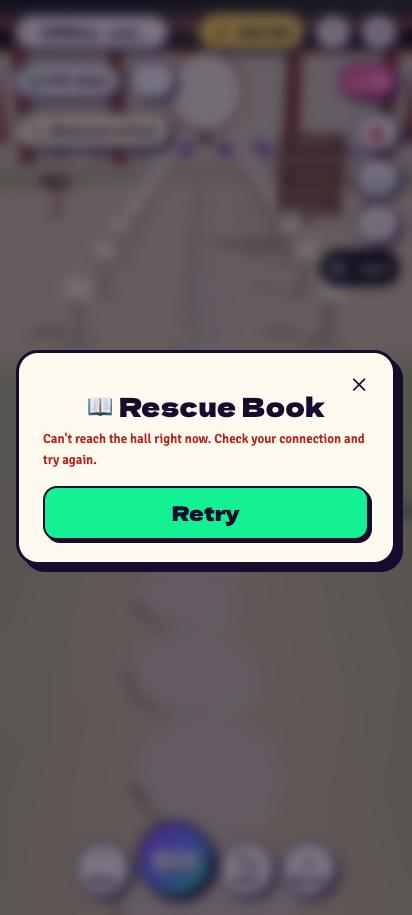 📖 Rescue Book
Can't reach the hall right now. Check your connection and
try again.
Retry